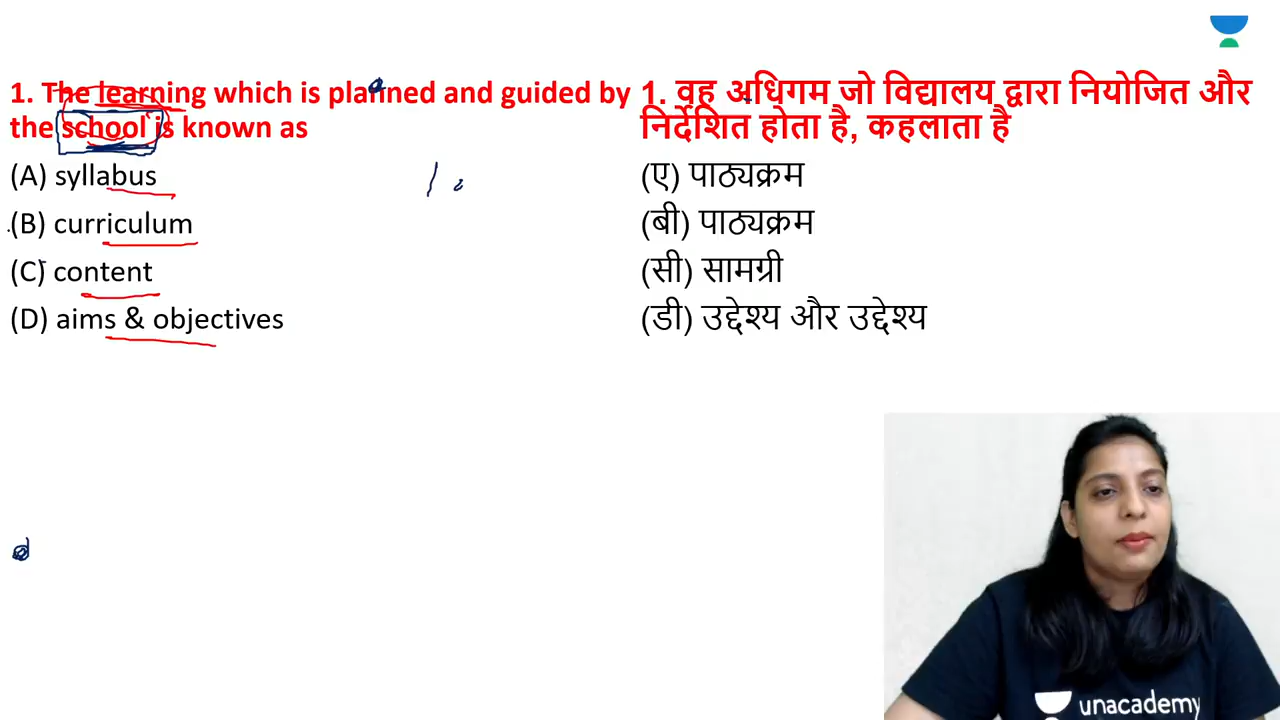 1. The learning which is planned and guided by
the school is known as
(A) syllabus
(B) curriculum
(C) content
(D) aims & objectives
1. वह अधिगम जो विद्यालय द्वारा नियोजित और
निर्देशित होता है, कहलाता है
(ए) पाठ्यक्रम
(बी) पाठ्यक्रम
(सी) सामग्री
(डी) उद्देश्य और उद्देश्य
unacademy